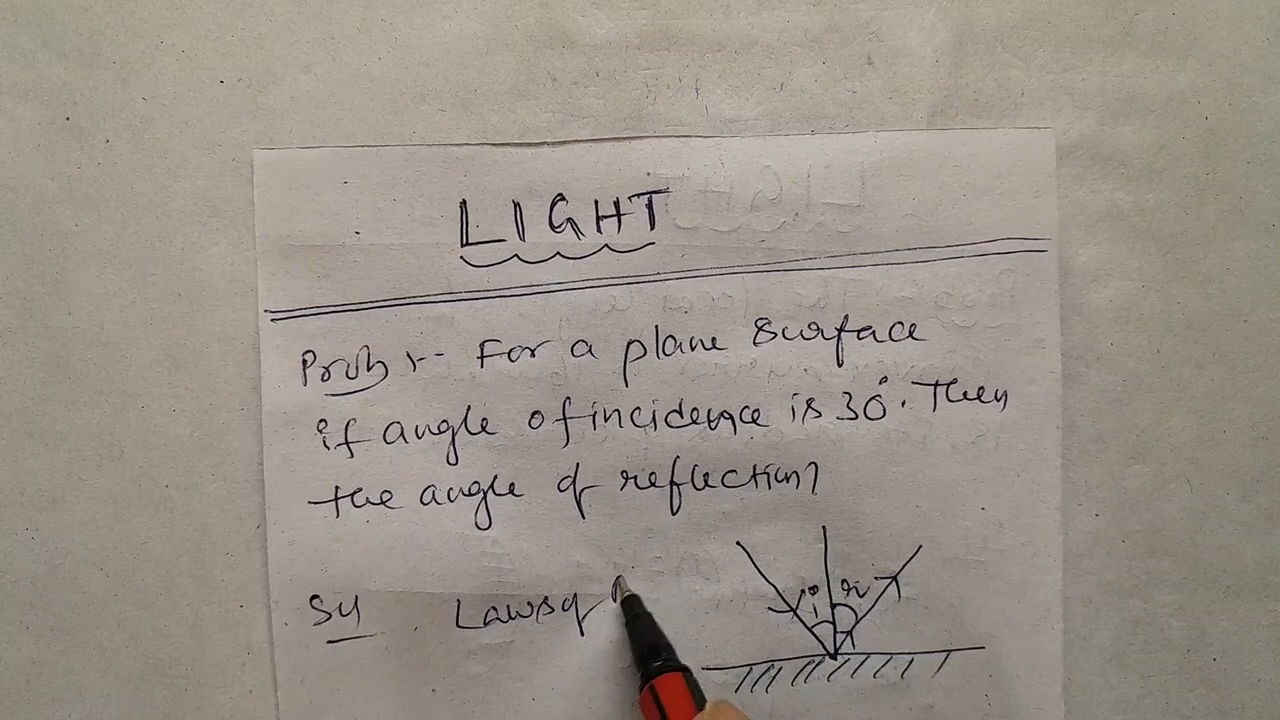 LIGHT
Prob :- For a plane surface
if angle of incidence is 30°. Then
the angle of reflection?
Sol Laws of
i r